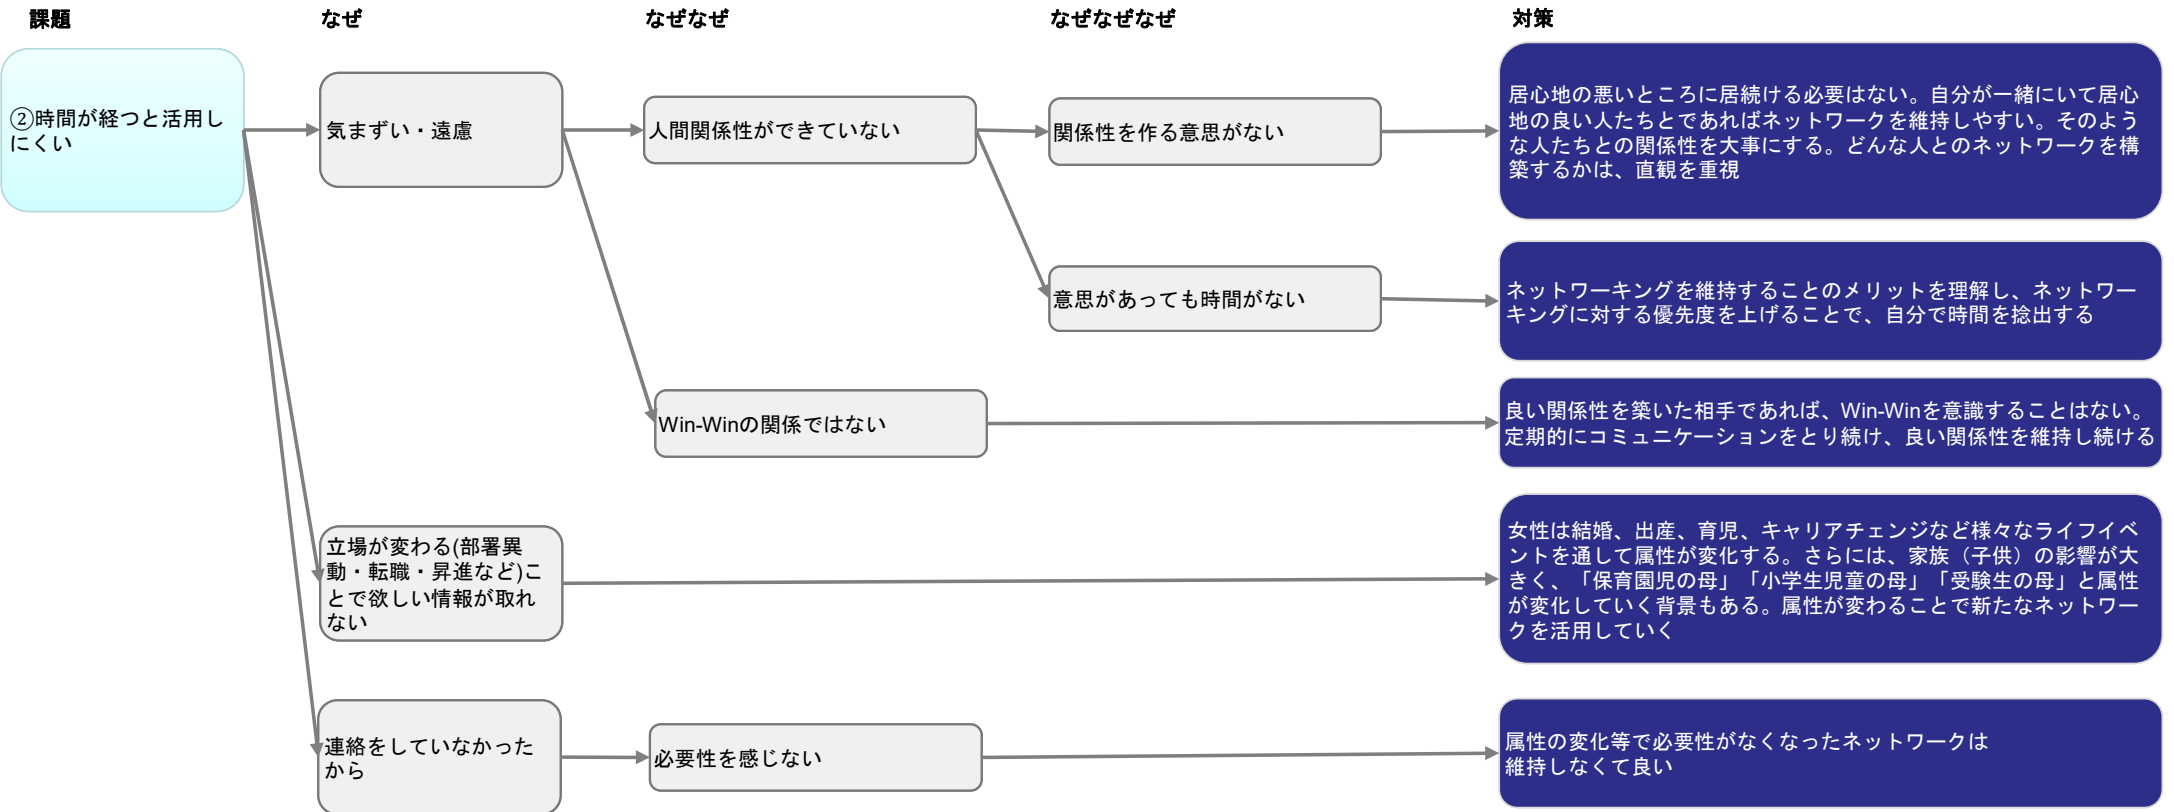 課題
なぜ
なぜなぜ
なぜなぜなぜ
対策
②時間が経つと活用し
にくい
気まずい・遠慮
人間関係性ができていない
関係性を作る意思がない
居心地の悪いところに居続ける必要はない。自分が一緒にいて居心
地の良い人たちとであればネットワークを維持しやすい。そのよう
な人たちとの関係性を大事にする。どんな人とのネットワークを構
築するかは、直観を重視
意思があっても時間がない
ネットワーキングを維持することのメリットを理解し、ネットワー
キングに対する優先度を上げることで、自分で時間を捻出する
Win-Winの関係ではない
良い関係性を築いた相手であれば、Win-Winを意識することはない。
定期的にコミュニケーションをとり続け、良い関係性を維持し続ける
立場が変わる(部署異
動・転職・昇進など)こ
とで欲しい情報が取れ
ない
女性は結婚、出産、育児、キャリアチェンジなど様々なライフイベ
ントを通して属性が変化する。さらには、家族（子供）の影響が大
きく、「保育園児の母」「小学生児童の母」「受験生の母」と属性
が変化していく背景もある。属性が変わることで新たなネットワー
クを活用していく
連絡をしていなかった
から
必要性を感じない
属性の変化等で必要性がなくなったネットワークは
維持しなくて良い